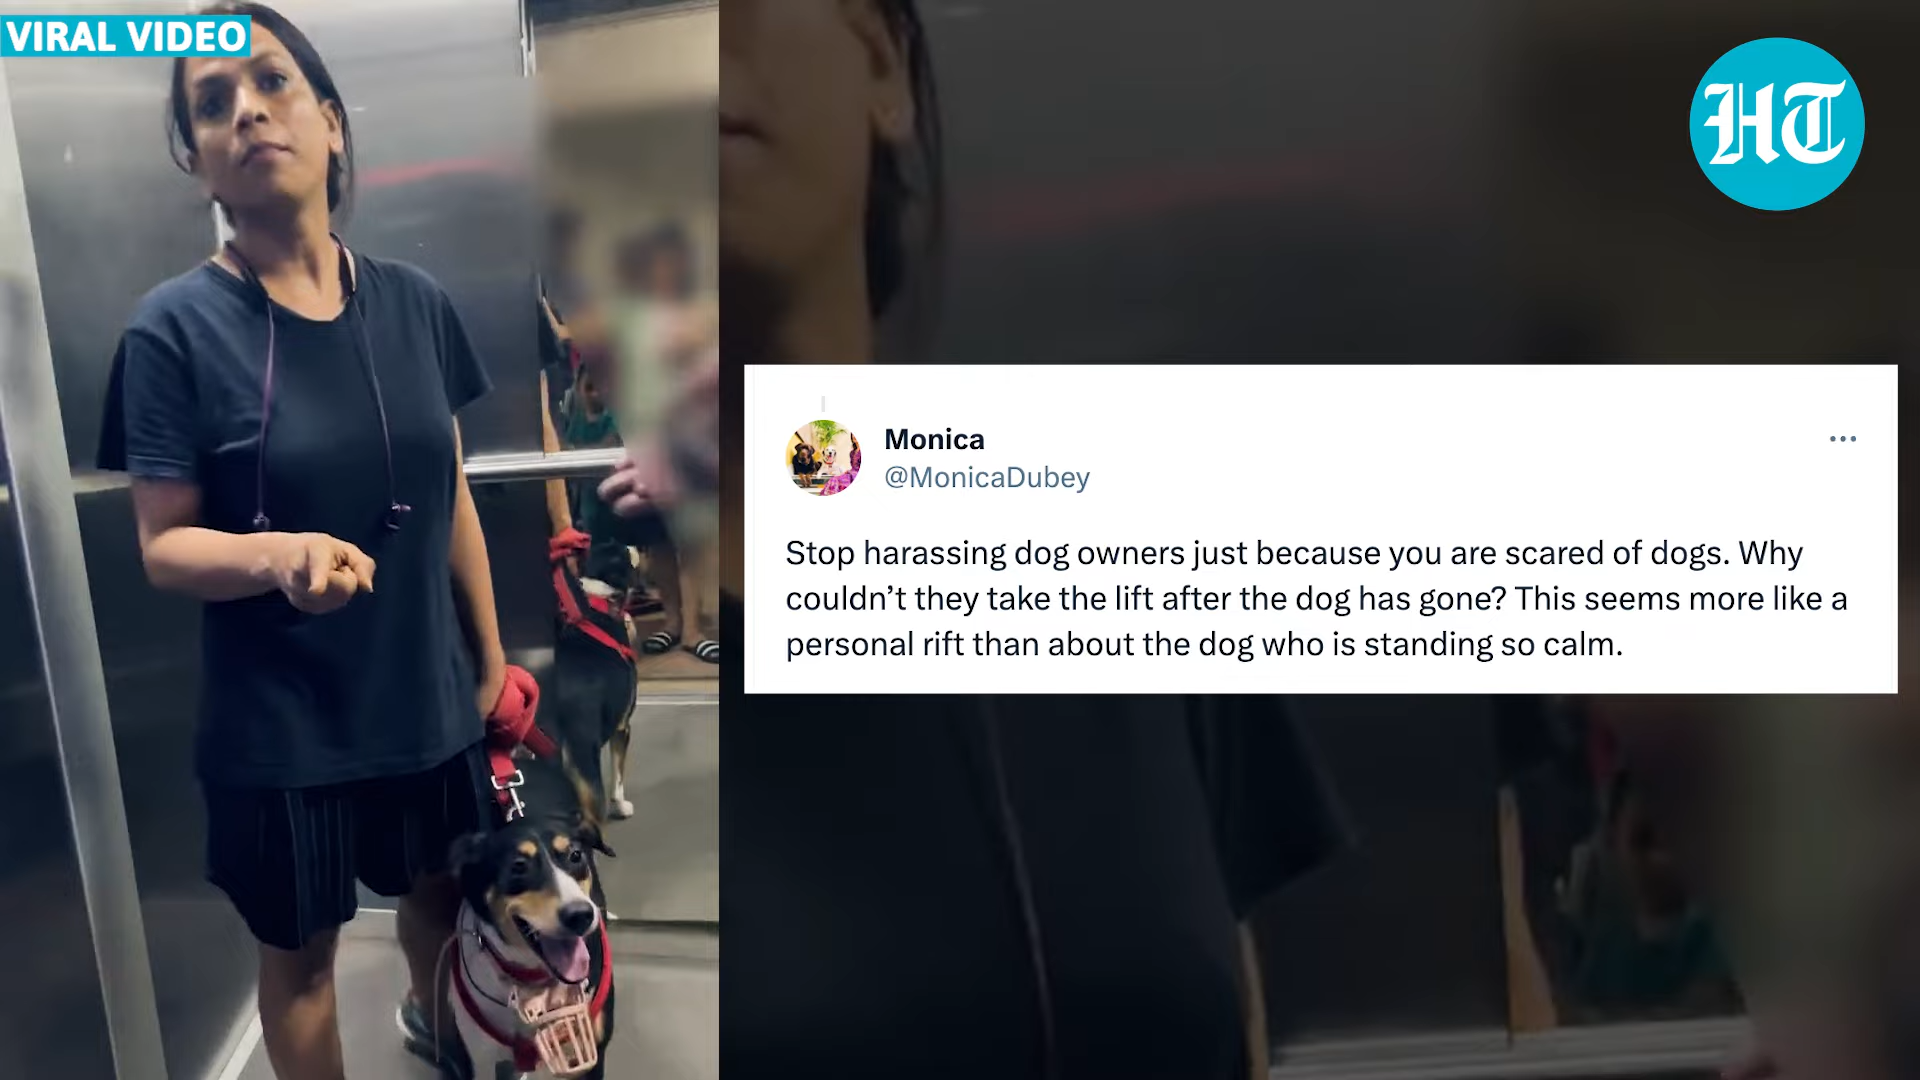 VIRAL VIDEO
HT
Monica
@MonicaDubey
Stop harassing dog owners just because you are scared of dogs. Why
couldn’t they take the lift after the dog has gone? This seems more like a
personal rift than about the dog who is standing so calm.